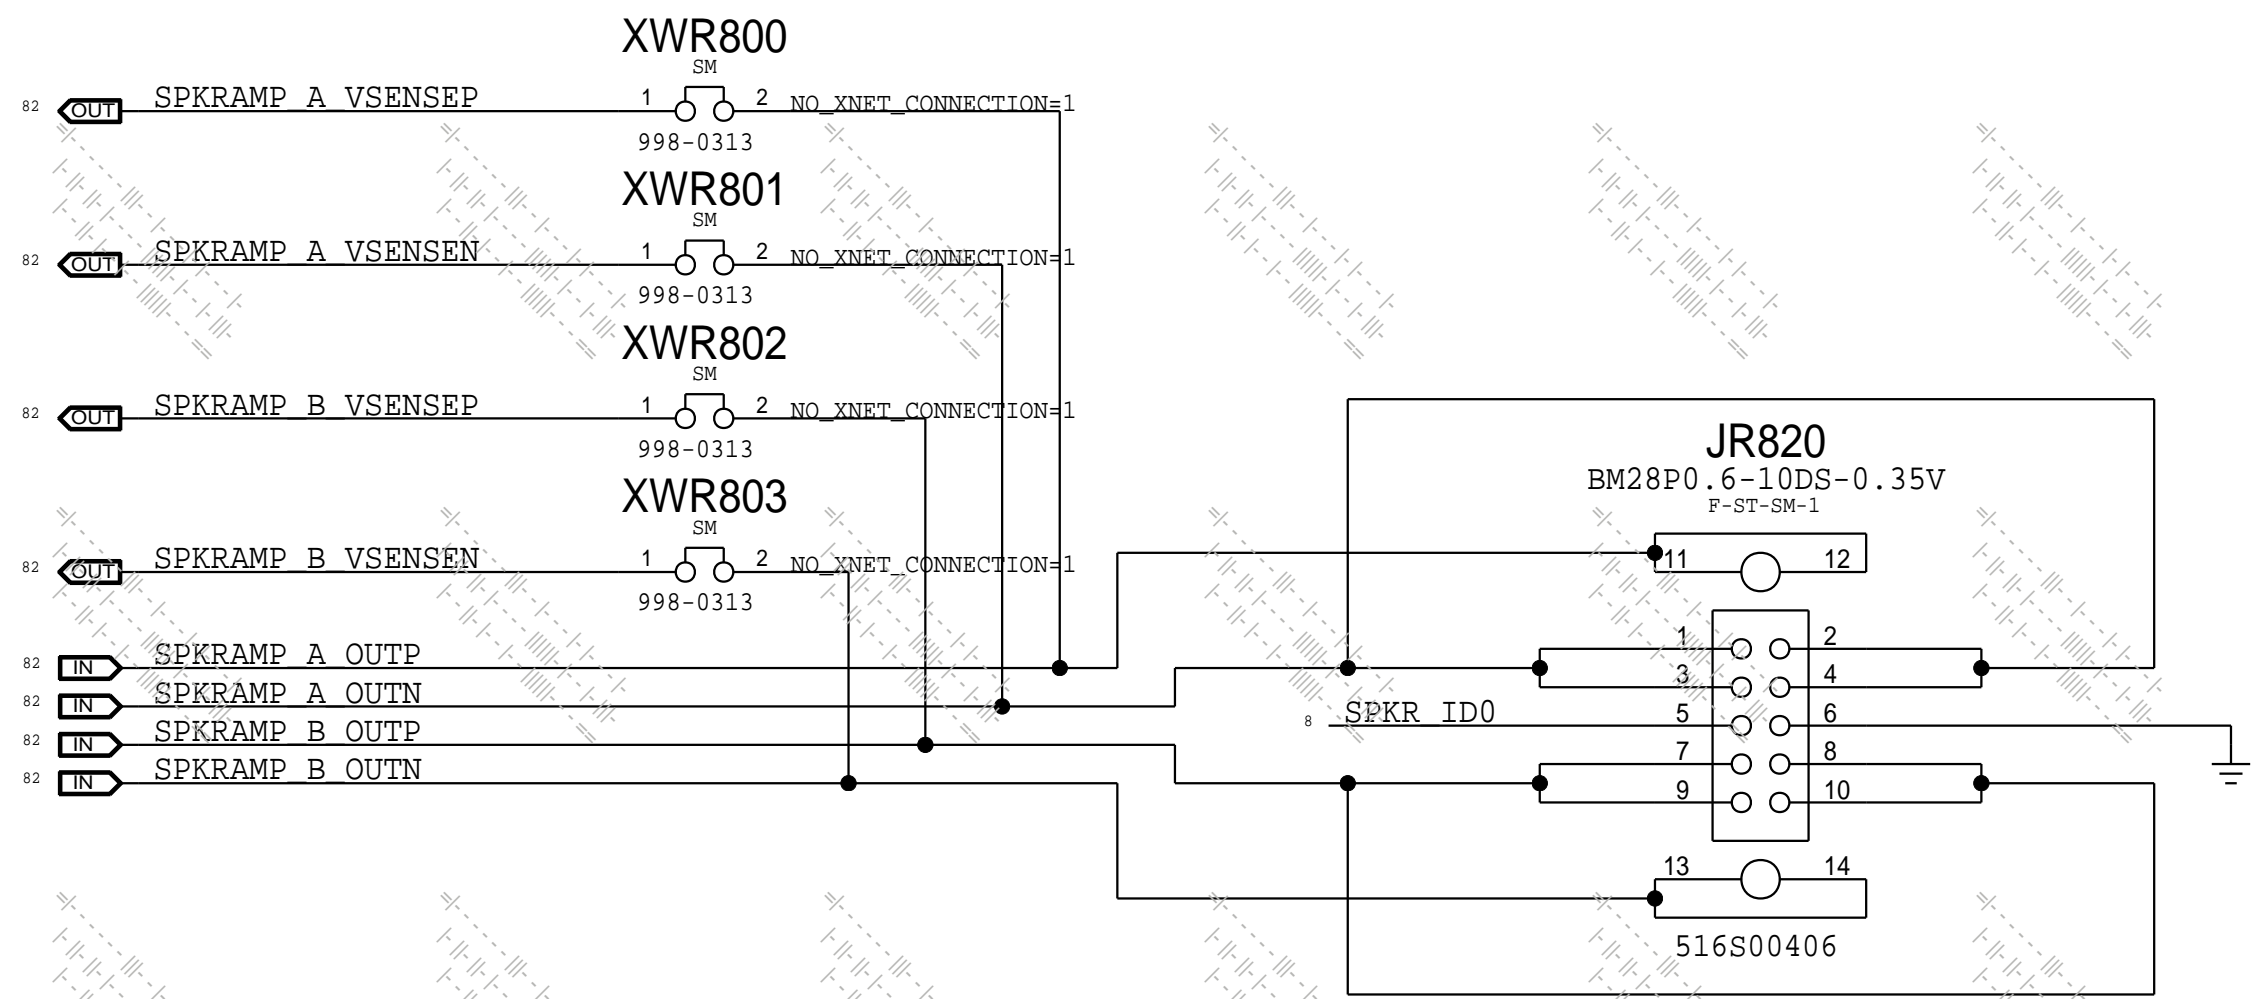 XWR800
SM
82 OUT SPKRAMP_A_VSENSEP 1 2 NO_XNET_CONNECTION=1
998-0313
XWR801
SM
82 OUT SPKRAMP_A_VSENSEN 1 2 NO_XNET_CONNECTION=1
998-0313
XWR802
SM
82 OUT SPKRAMP_B_VSENSEP 1 2 NO_XNET_CONNECTION=1
998-0313
XWR803
SM
82 OUT SPKRAMP_B_VSENSEN 1 2 NO_XNET_CONNECTION=1
998-0313
82 IN SPKRAMP_A_OUTP
82 IN SPKRAMP_A_OUTN
82 IN SPKRAMP_B_OUTP
82 IN SPKRAMP_B_OUTN
JR820
BM28P0.6-10DS-0.35V
F-ST-SM-1
11 12
1 2
3 4
8 SPKR_ID0 5 6
7 8
9 10
13 14
516S00406